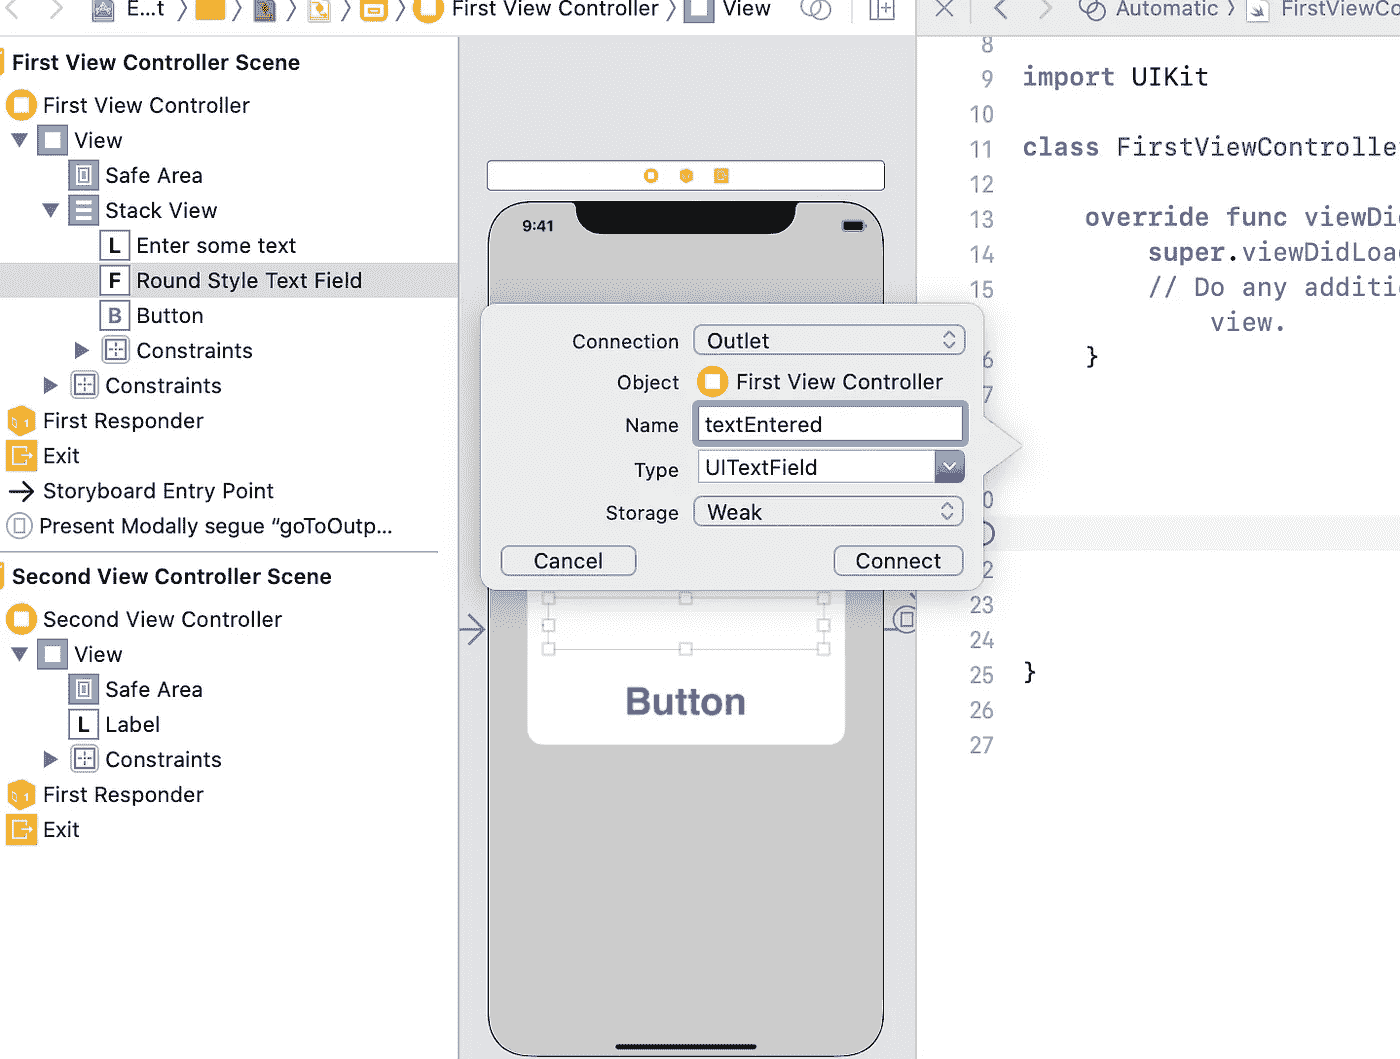 E...t
First View Controller
View
Automatic
FirstViewCo
First View Controller Scene
First View Controller
View
Safe Area
Stack View
L Enter some text
F Round Style Text Field
B Button
Constraints
Constraints
First Responder
Exit
Storyboard Entry Point
Present Modally segue “goToOutp...
Second View Controller Scene
Second View Controller
View
Safe Area
L Label
Constraints
First Responder
Exit
9:41
Connection Outlet
Object First View Controller
Name textEntered
Type UITextField
Storage Weak
Cancel Connect
Button
8
9 import UIKit
10
11 class FirstViewControlle
12
13 override func viewDid
14 super.viewDidLoa
15 // Do any additi
view.
6 }
7
0
2
23
24
25 }
26
27